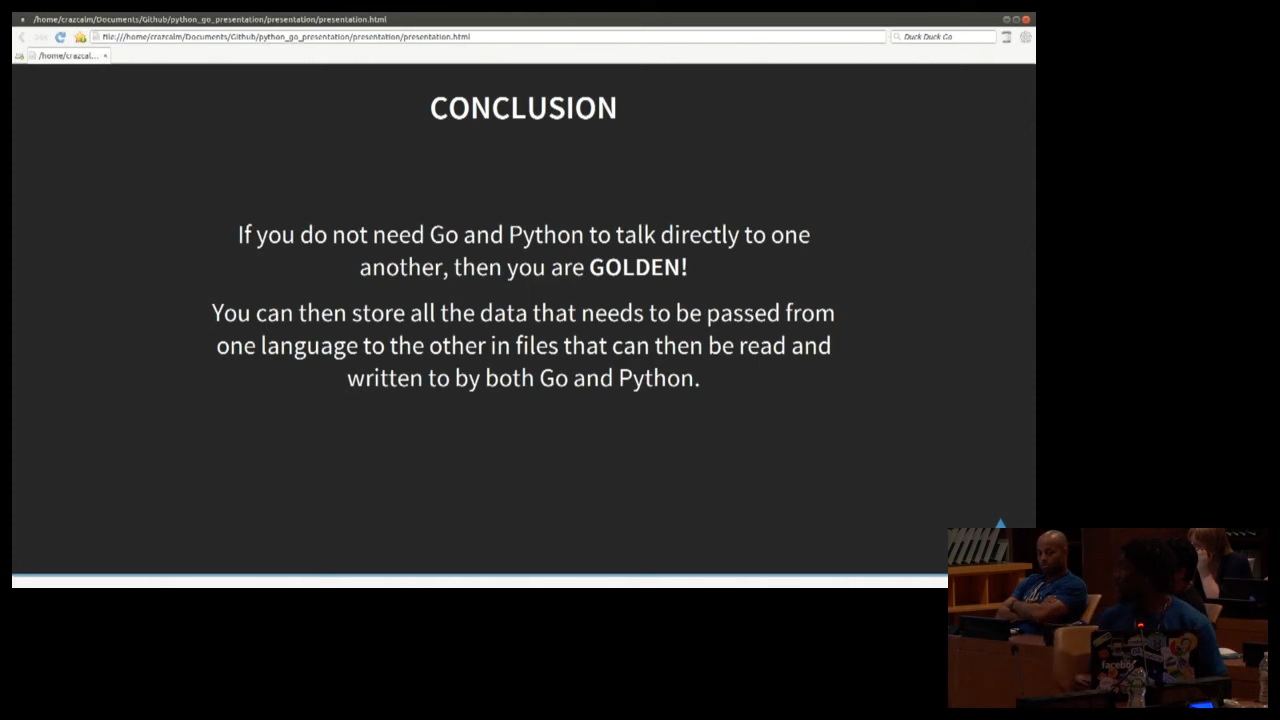 /home/crazcalm/Documents/Github/python_go_presentation/presentation/presentation.html
file:///home/crazcalm/Documents/Github/python_go_presentation/presentation/presentation.html
Duck Duck Go
/home/crazcal...
CONCLUSION
If you do not need Go and Python to talk directly to one
another, then you are GOLDEN!
You can then store all the data that needs to be passed from
one language to the other in files that can then be read and
written to by both Go and Python.